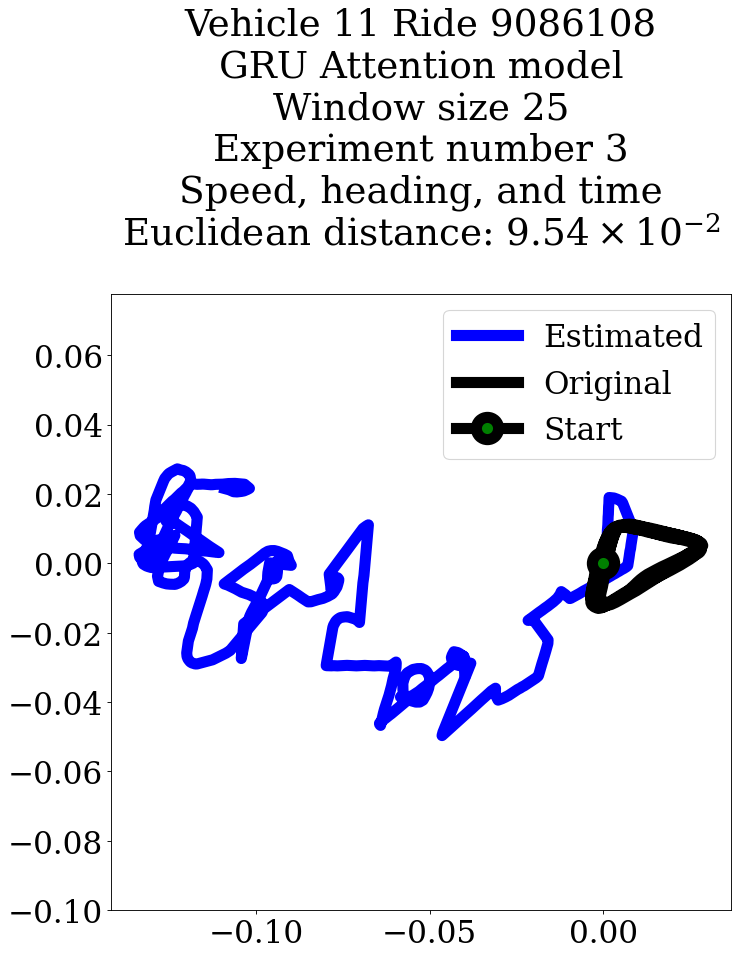 Vehicle 11 Ride 9086108
GRU Attention model
Window size 25
Experiment number 3
Speed, heading, and time
Euclidean distance: 9.54 × 10⁻²
Estimated
Original
Start
0.06
0.04
0.02
0.00
−0.02
−0.04
−0.06
−0.08
−0.10
−0.10 −0.05 0.00